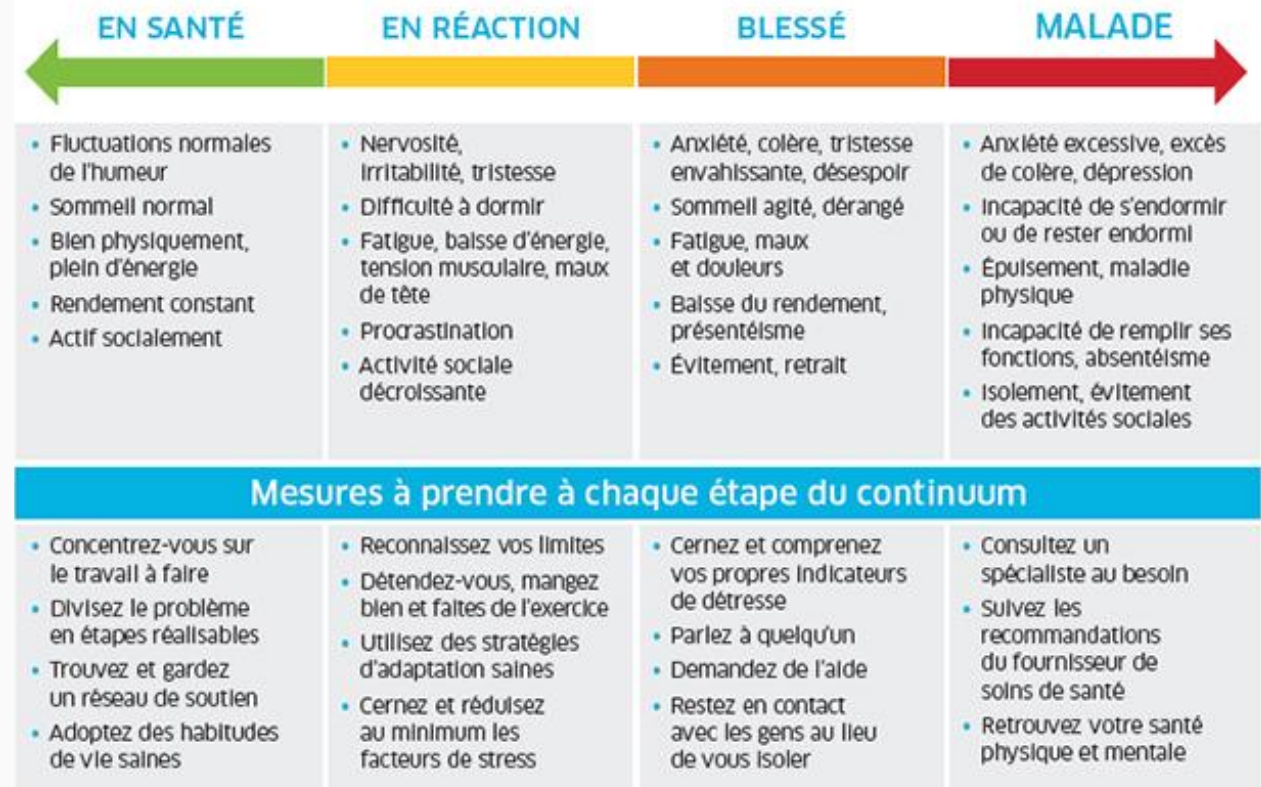 EN SANTÉ
EN RÉACTION
BLESSÉ
MALADE
• Fluctuations normales
de l'humeur
• Sommeil normal
• Bien physiquement,
plein d'énergie
• Rendement constant
• Actif socialement
• Nervosité,
irritabilité, tristesse
• Difficulté à dormir
• Fatigue, baisse d'énergie,
tension musculaire, maux
de tête
• Procrastination
• Activité sociale
décroissante
• Anxiété, colère, tristesse
envahissante, désespoir
• Sommeil agité, dérangé
• Fatigue, maux
et douleurs
• Baisse du rendement,
présentéisme
• Évitement, retrait
• Anxiété excessive, excès
de colère, dépression
• Incapacité de s'endormir
ou de rester endormi
• Épuisement, maladie
physique
• Incapacité de remplir ses
fonctions, absentéisme
• Isolement, évitement
des activités sociales
Mesures à prendre à chaque étape du continuum
• Concentrez-vous sur
le travail à faire
• Divisez le problème
en étapes réalisables
• Trouvez et gardez
un réseau de soutien
• Adoptez des habitudes
de vie saines
• Reconnaissez vos limites
• Détendez-vous, mangez
bien et faites de l'exercice
• Utilisez des stratégies
d'adaptation saines
• Cernez et réduisez
au minimum les
facteurs de stress
• Cernez et comprenez
vos propres indicateurs
de détresse
• Parlez à quelqu'un
• Demandez de l'aide
• Restez en contact
avec les gens au lieu
de vous isoler
• Consultez un
spécialiste au besoin
• Suivez les
recommandations
du fournisseur de
soins de santé
• Retrouvez votre santé
physique et mentale